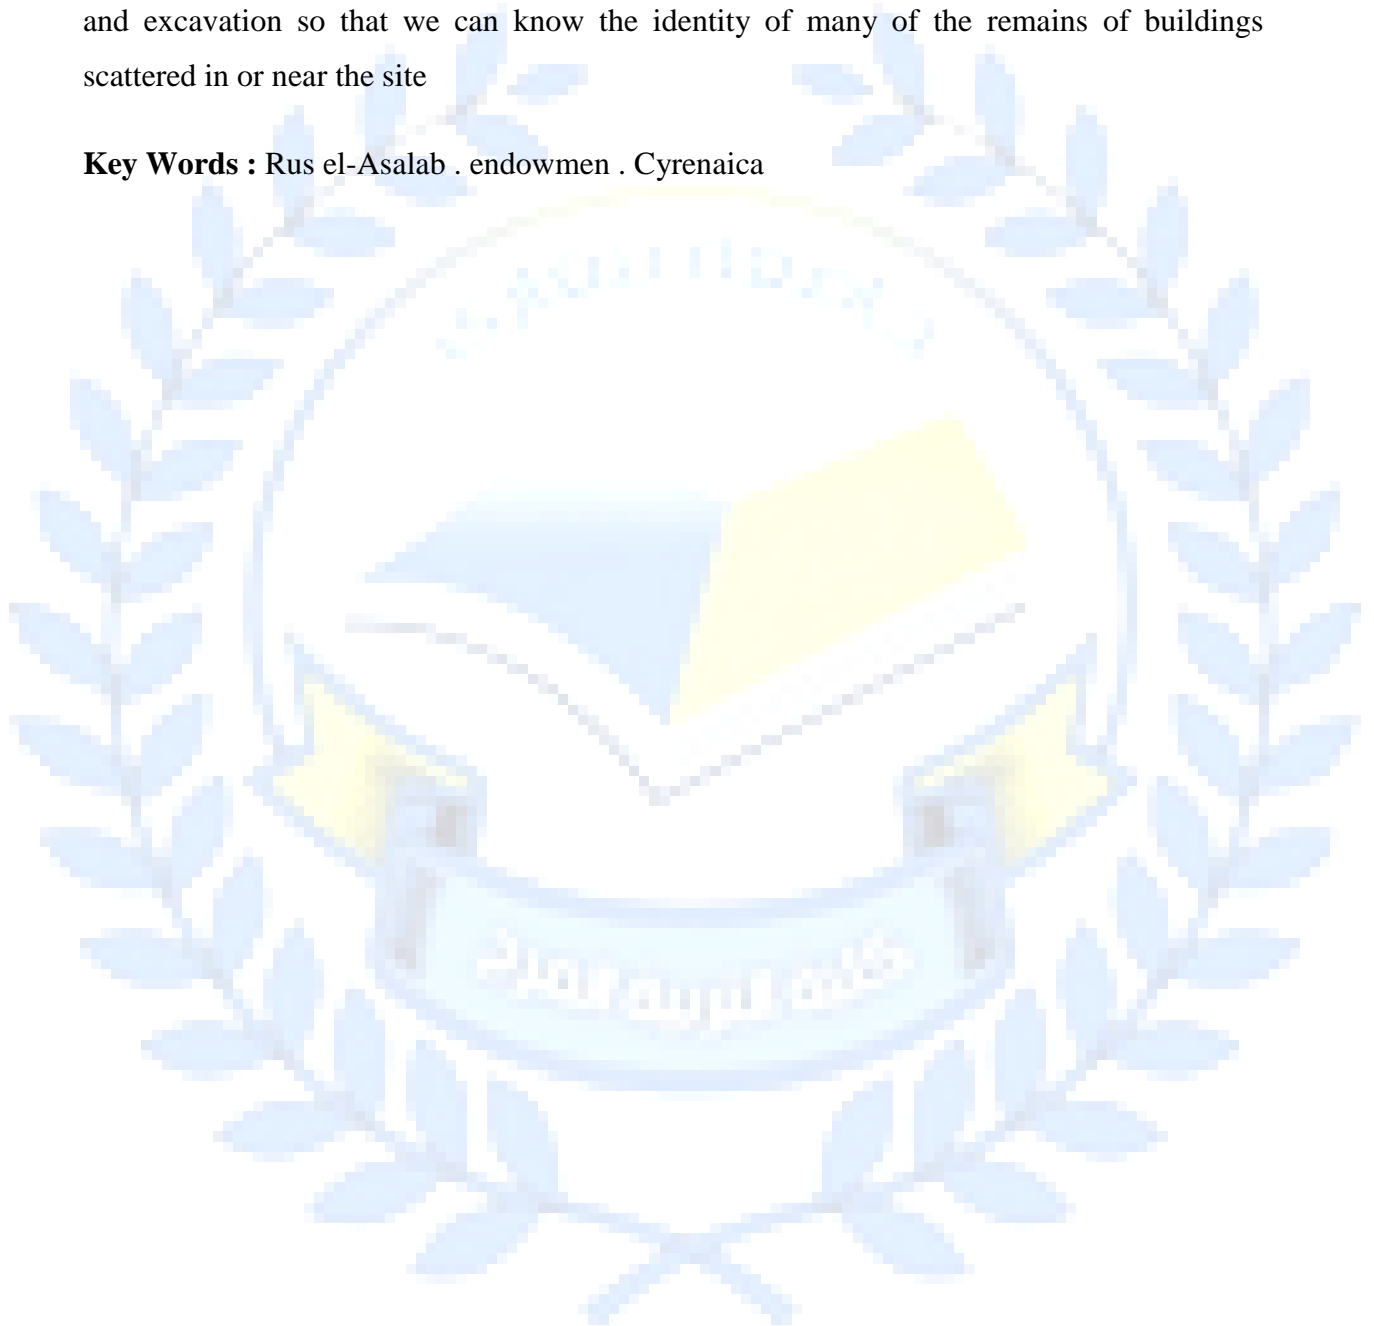 and excavation so that we can know the identity of many of the remains of buildings
scattered in or near the site
Key Words : Rus el-Asalab . endowmen . Cyrenaica